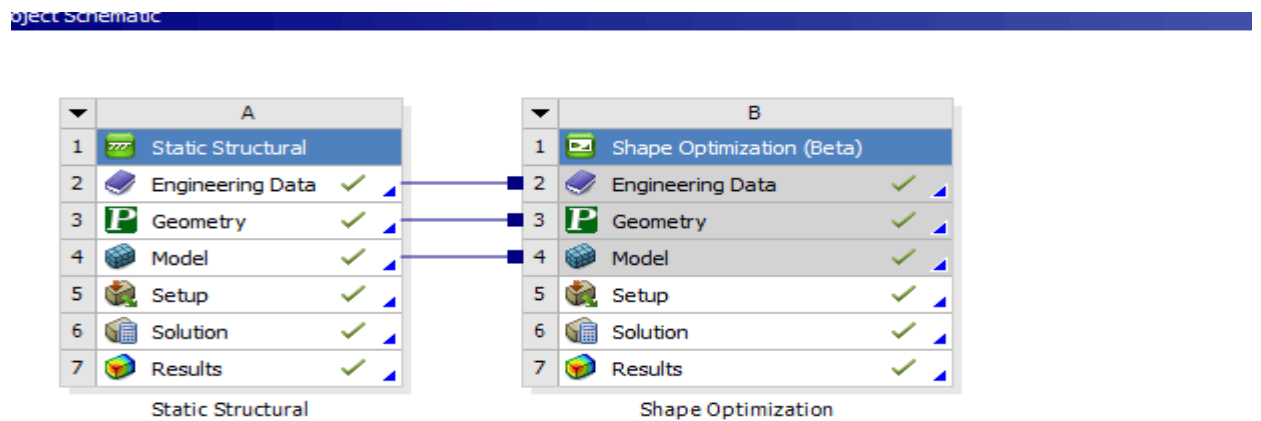 oject Schematic
A
1 Static Structural
2 Engineering Data
3 P Geometry
4 Model
5 Setup
6 Solution
7 Results
Static Structural
B
1 Shape Optimization (Beta)
2 Engineering Data
3 P Geometry
4 Model
5 Setup
6 Solution
7 Results
Shape Optimization